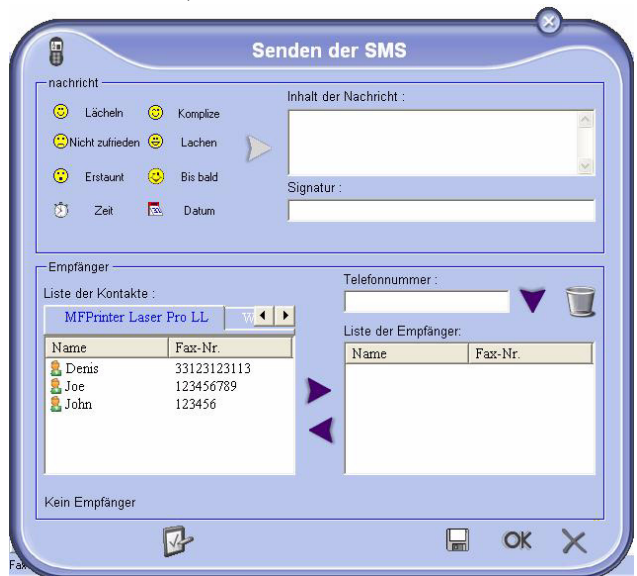 Senden der SMS
nachricht
Inhalt der Nachricht :
Lächeln Komplize
Nicht zufrieden Lachen
Erstaunt Bis bald
Signatur :
Zeit Datum
Empfänger
Telefonnummer :
Liste der Kontakte :
MFPrinter Laser Pro LL
Liste der Empfänger:
Name Fax-Nr.
Name Fax-Nr.
Denis 33123123113
Joe 123456789
John 123456
Kein Empfänger
OK